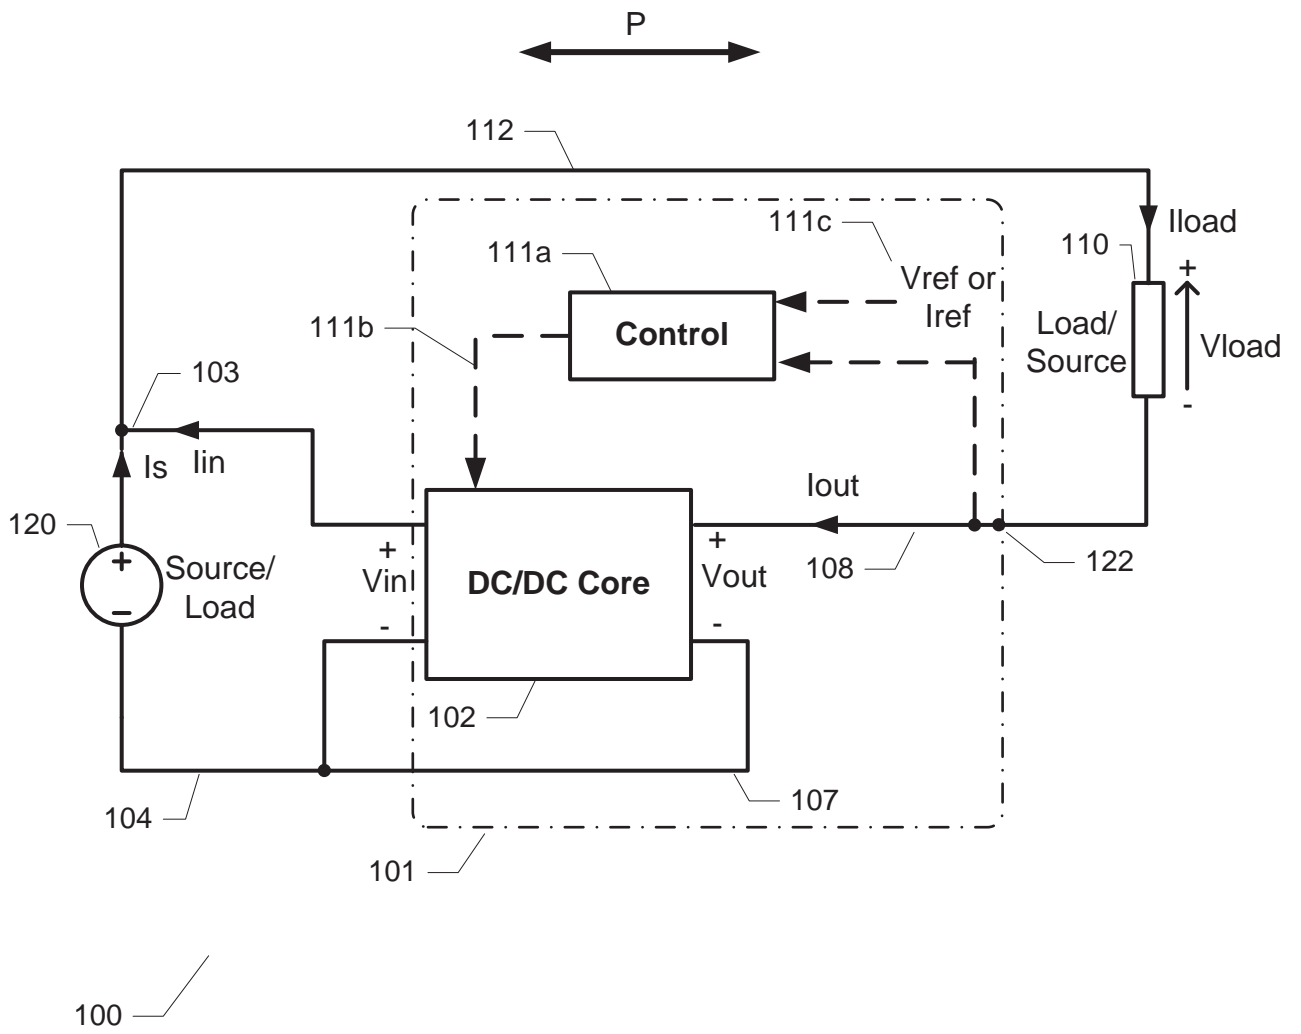 P
112
111c
Iload
111a
110
+
Vref or
Iref
111b
Control
Load/
Source
Vload
103
-
Is
Iin
Iout
120
+
+
+
108
122
Source/
Load
Vin
DC/DC Core
Vout
-
-
-
102
107
104
101
100